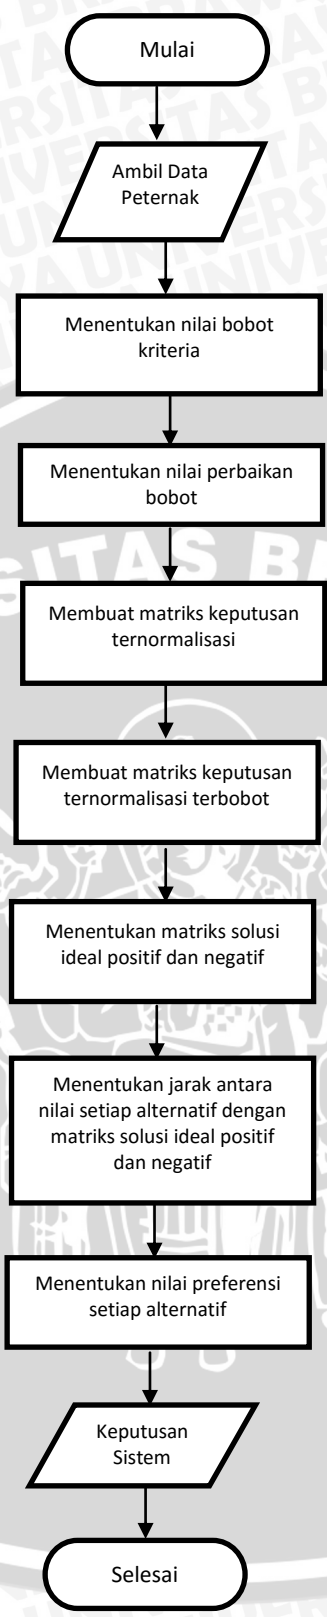 Mulai
Ambil Data
Peternak
Menentukan nilai bobot
kriteria
Menentukan nilai perbaikan
bobot
Membuat matriks keputusan
ternormalisasi
Membuat matriks keputusan
ternormalisasi terbobot
Menentukan matriks solusi
ideal positif dan negatif
Menentukan jarak antara
nilai setiap alternatif dengan
matriks solusi ideal positif
dan negatif
Menentukan nilai preferensi
setiap alternatif
Keputusan
Sistem
Selesai